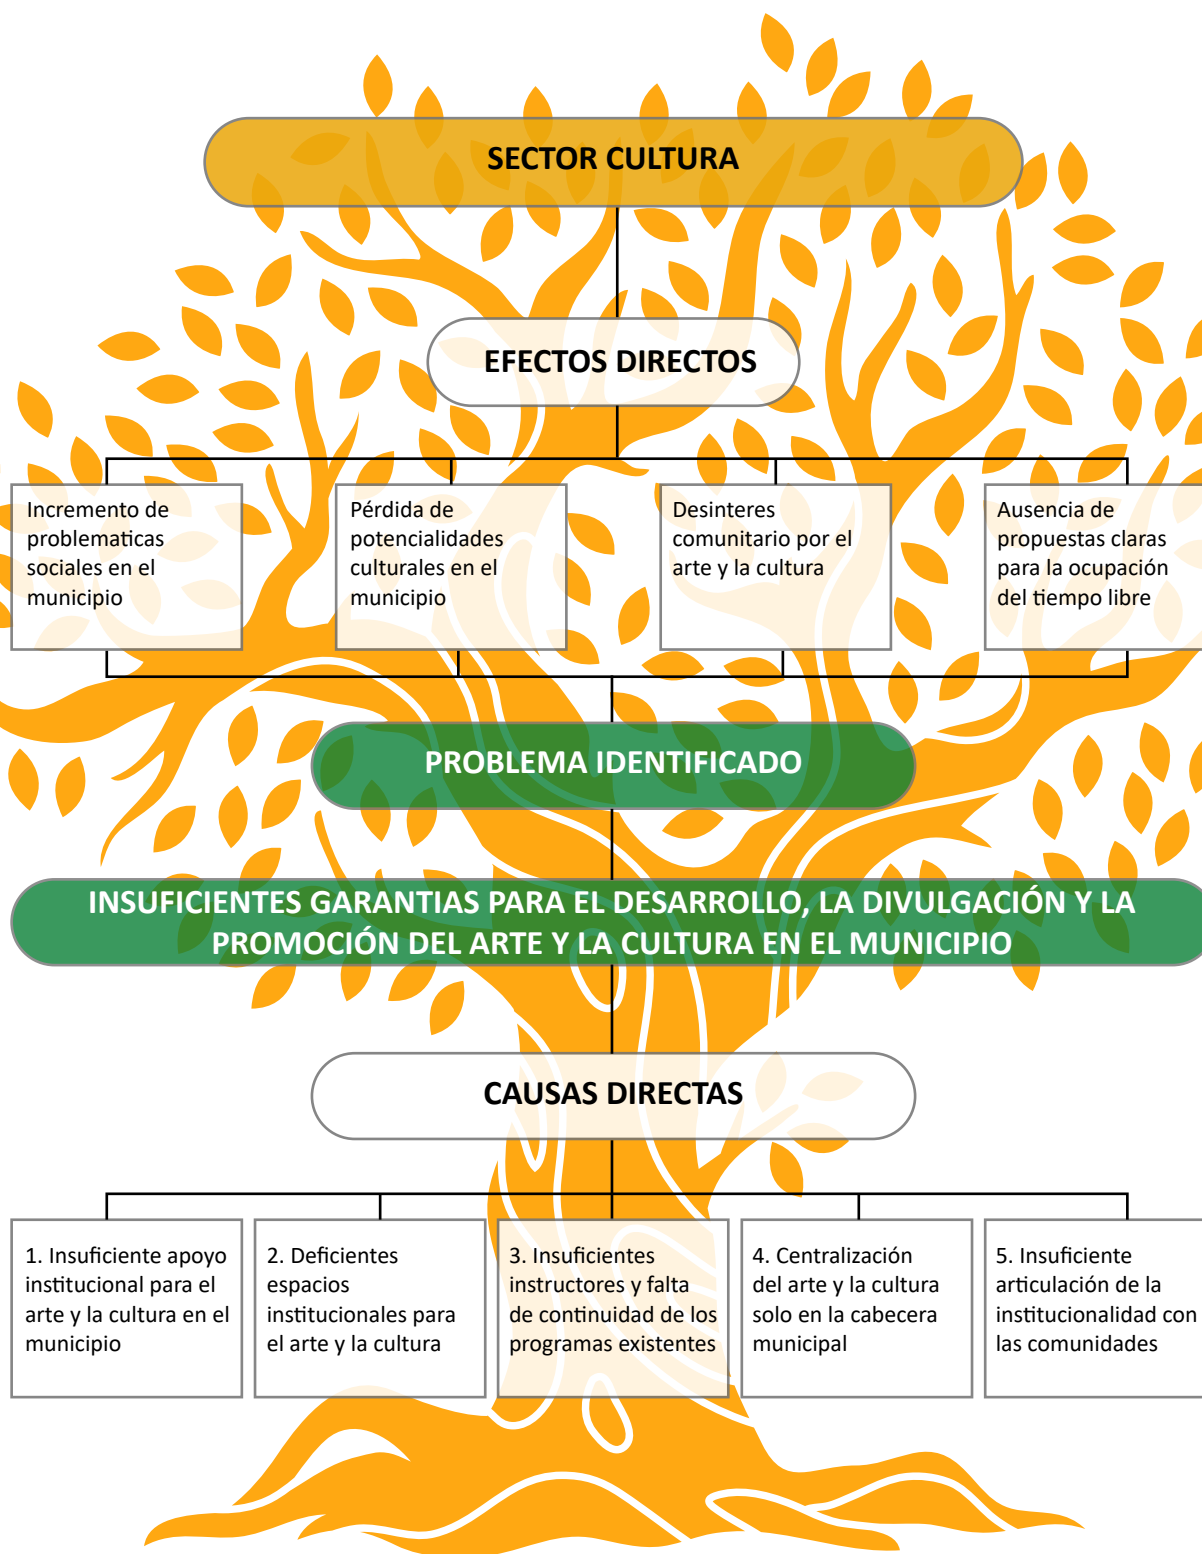 SECTOR CULTURA
EFECTOS DIRECTOS
Incremento de
problematicas
sociales en el
municipio
Pérdida de
potencialidades
culturales en el
municipio
Desinteres
comunitario por el
arte y la cultura
Ausencia de
propuestas claras
para la ocupación
del tiempo libre
PROBLEMA IDENTIFICADO
INSUFICIENTES GARANTIAS PARA EL DESARROLLO, LA DIVULGACIÓN Y LA
PROMOCIÓN DEL ARTE Y LA CULTURA EN EL MUNICIPIO
CAUSAS DIRECTAS
1. Insuficiente apoyo
institucional para el
arte y la cultura en el
municipio
2. Deficientes
espacios
institucionales para
el arte y la cultura
3. Insuficientes
instructores y falta
de continuidad de los
programas existentes
4. Centralización
del arte y la cultura
solo en la cabecera
municipal
5. Insuficiente
articulación de la
institucionalidad con
las comunidades